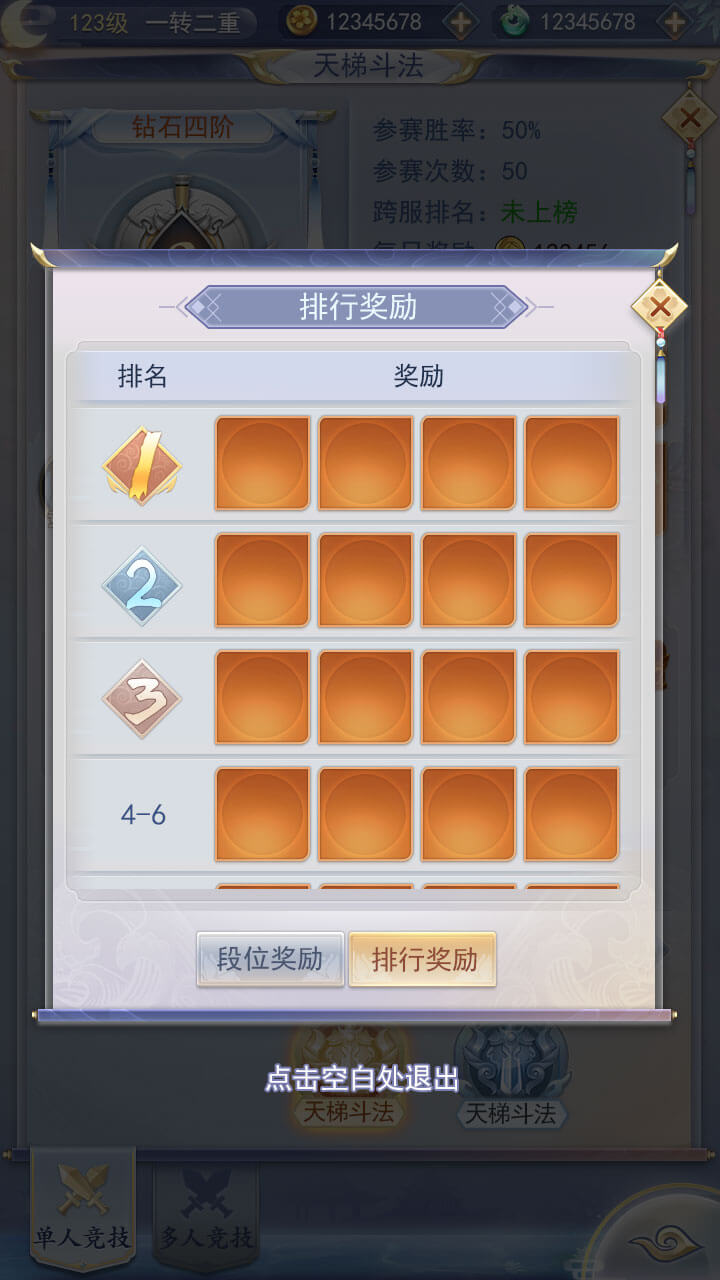 123级 一转二重 12345678 12345678
天梯斗法
钻石四阶
参赛胜率：50%
参赛次数：50
跨服排名：未上榜
排行奖励
排名 奖励
1
2
3
4-6
段位奖励 排行奖励
点击空白处退出
天梯斗法 天梯斗法
单人竞技 多人竞技